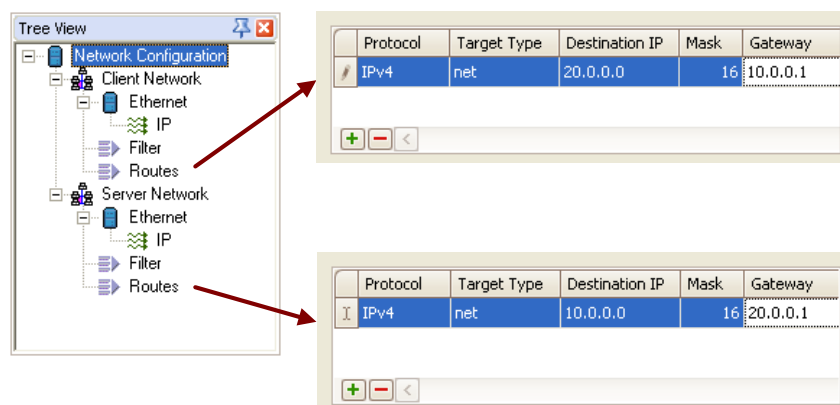 Tree View
Network Configuration
Client Network
Ethernet
IP
Filter
Routes
Server Network
Ethernet
IP
Filter
Routes
Protocol Target Type Destination IP Mask Gateway
IPv4 net 20.0.0.0 16 10.0.0.1
Protocol Target Type Destination IP Mask Gateway
IPv4 net 10.0.0.0 16 20.0.0.1